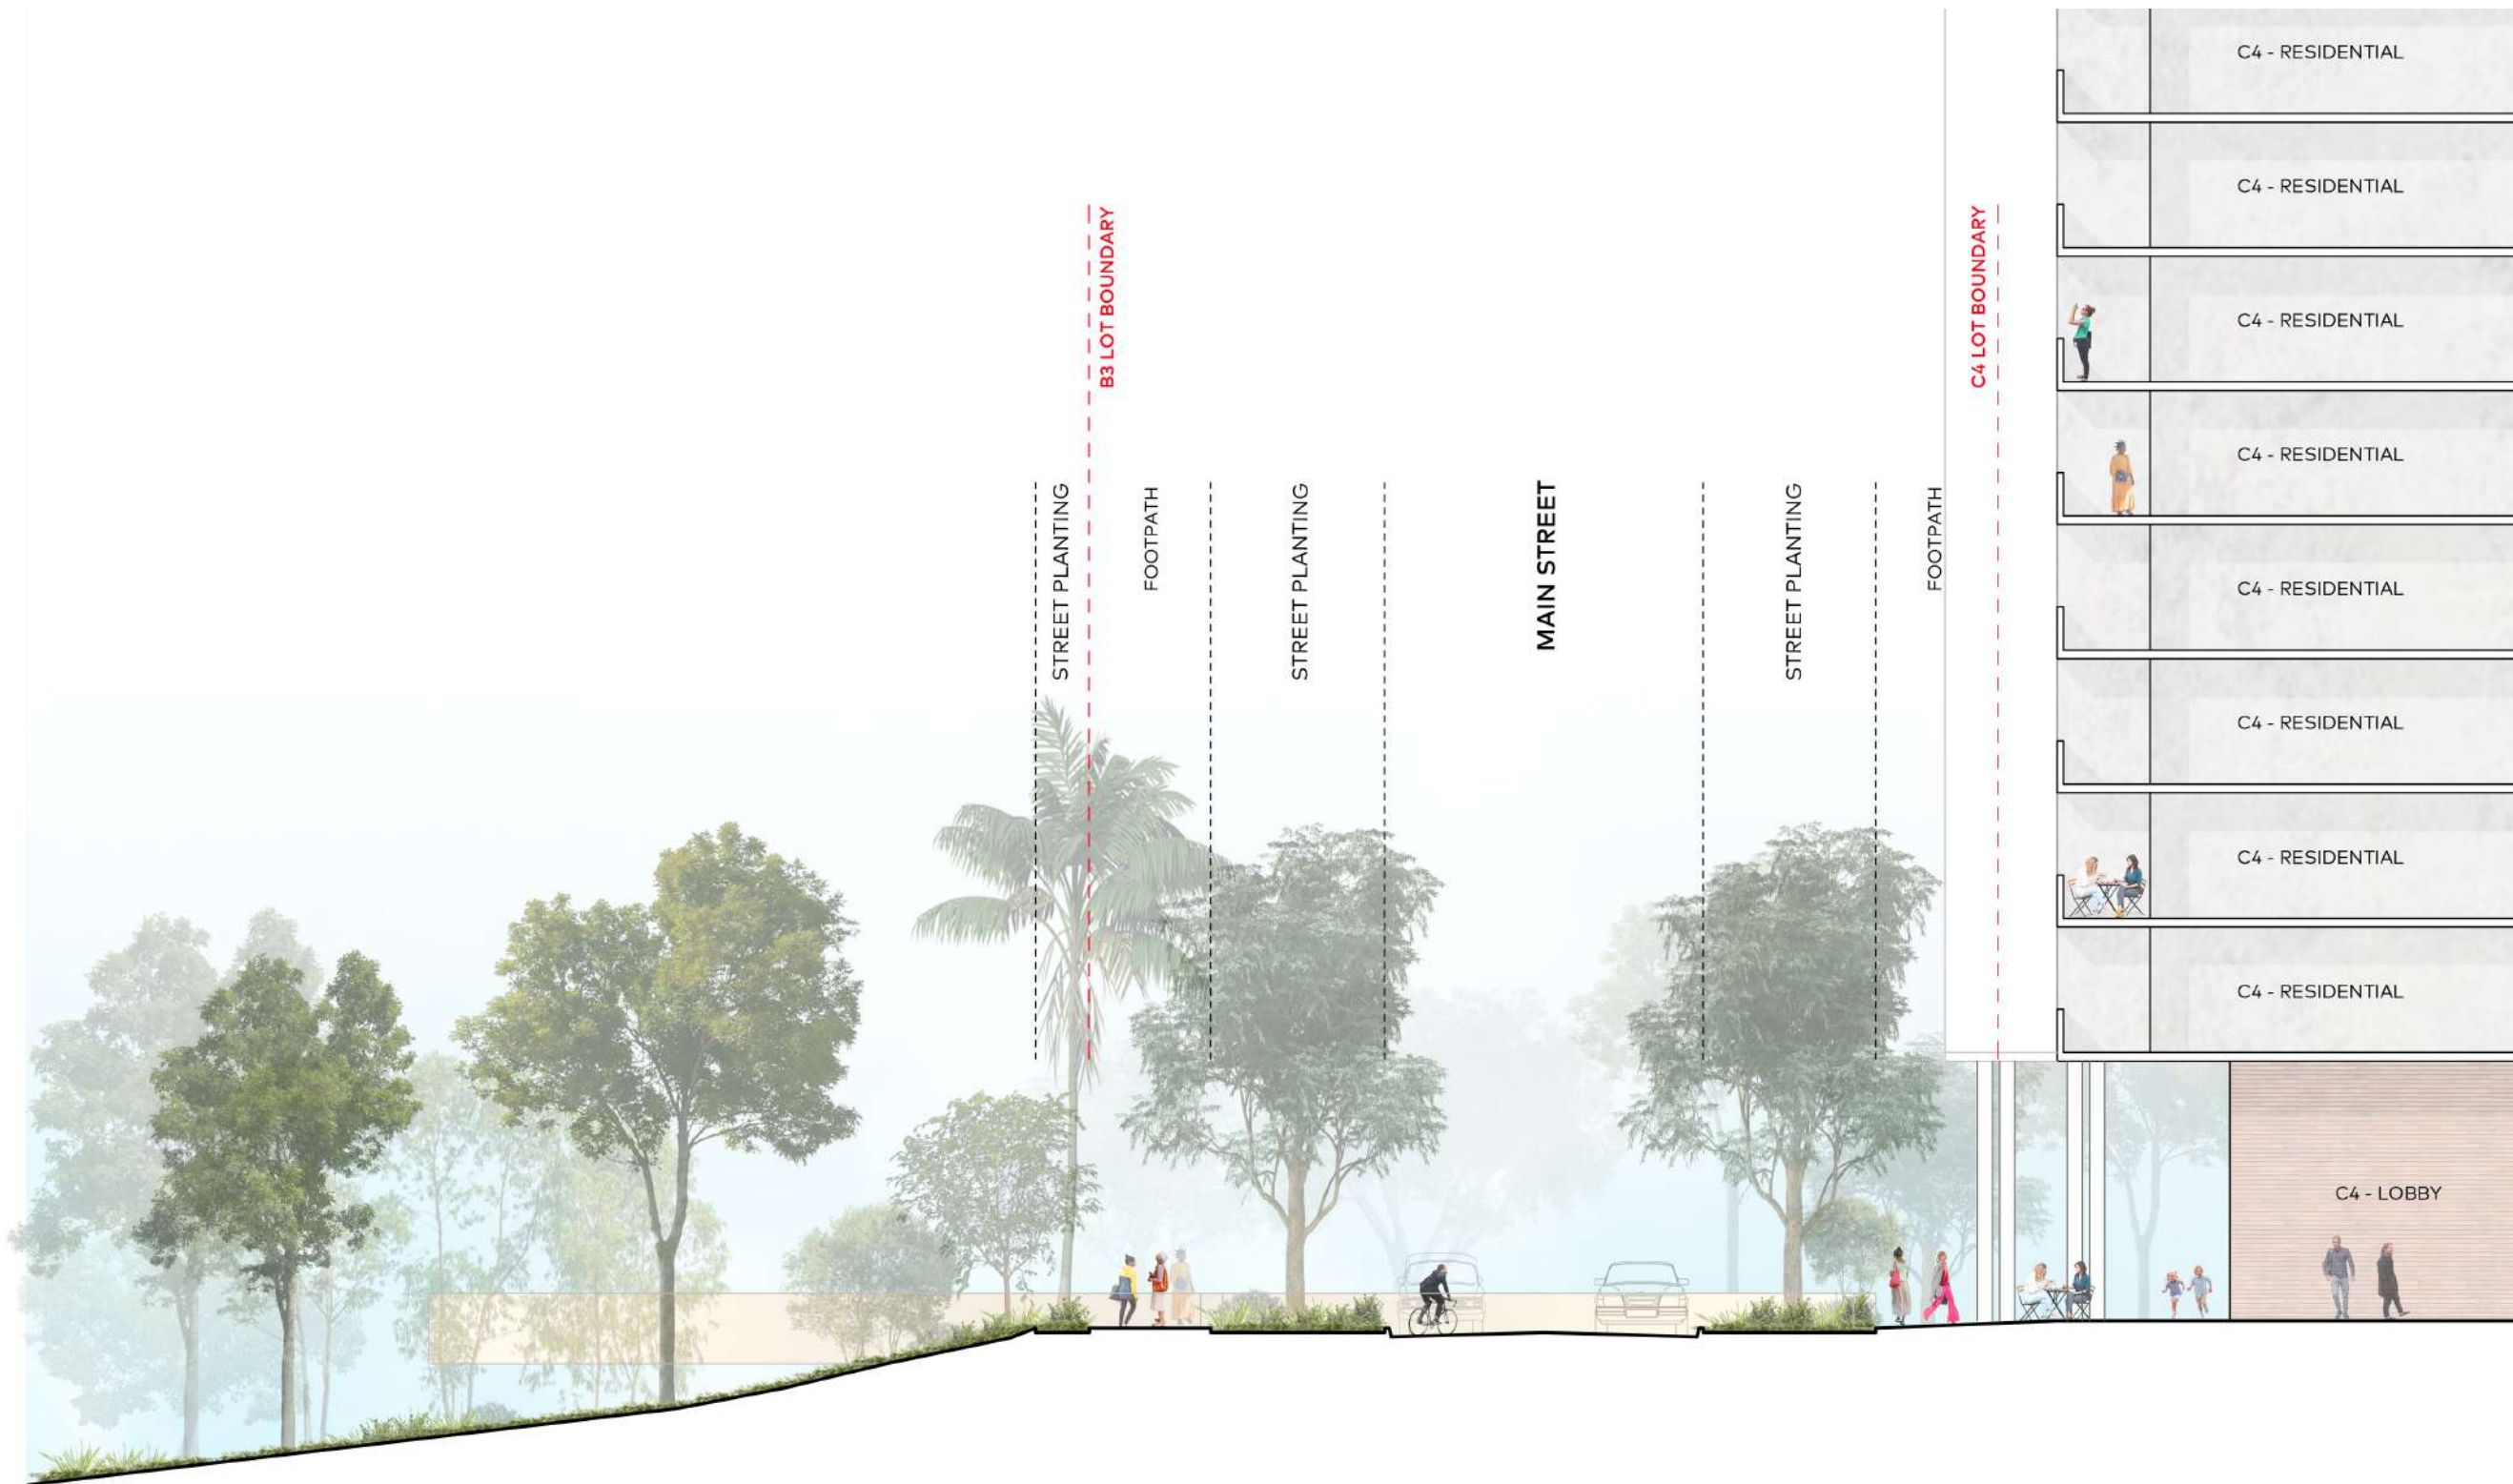 C4 - RESIDENTIAL
C4 - RESIDENTIAL
B3 LOT BOUNDARY
C4 LOT BOUNDARY
C4 - RESIDENTIAL
C4 - RESIDENTIAL
STREET PLANTING
FOOTPATH
STREET PLANTING
MAIN STREET
STREET PLANTING
FOOTPATH
C4 - RESIDENTIAL
C4 - RESIDENTIAL
C4 - RESIDENTIAL
C4 - RESIDENTIAL
C4 - LOBBY